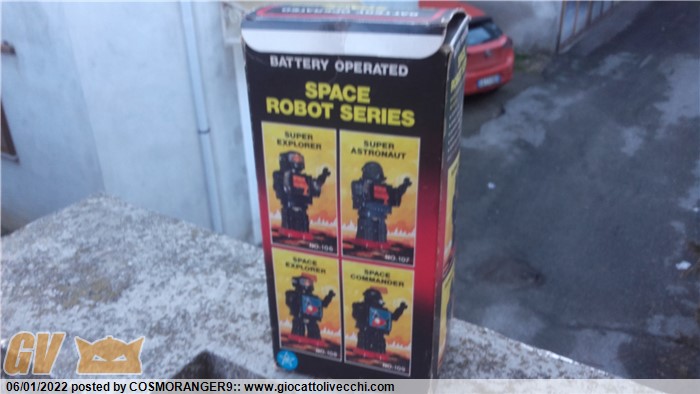 BATTERY OPERATED
SPACE
ROBOT SERIES
SUPER
EXPLORER
SUPER
ASTRONAUT
NO.107
SPACE
EXPLORER
SPACE
COMMANDER
NO.109
GV
06/01/2022 posted by COSMORANGER9:: www.giocattolivecchi.com